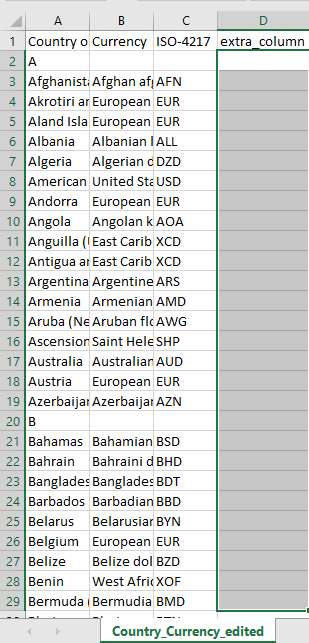 A B C D
1 Country o Currency ISO-4217 extra_column
2 A
3 Afghanista Afghan afg AFN
4 Akrotiri ar European EUR
5 Aland Isla European EUR
6 Albania Albanian l ALL
7 Algeria Algerian d DZD
8 American United Sta USD
9 Andorra European EUR
10 Angola Angolan k AOA
11 Anguilla (U East Carib XCD
12 Antigua ar East Carib XCD
13 Argentina Argentine ARS
14 Armenia Armenian AMD
15 Aruba (Ne Aruban flo AWG
16 Ascension Saint Hele SHP
17 Australia Australian AUD
18 Austria European EUR
19 Azerbaijar Azerbaijar AZN
20 B
21 Bahamas Bahamian BSD
22 Bahrain Bahraini d BHD
23 Banglades Banglades BDT
24 Barbados Barbadian BBD
25 Belarus Belarusiar BYN
26 Belgium European EUR
27 Belize Belize dol BZD
28 Benin West Afric XOF
29 Bermuda ( Bermudia BMD
Country_Currency_edited